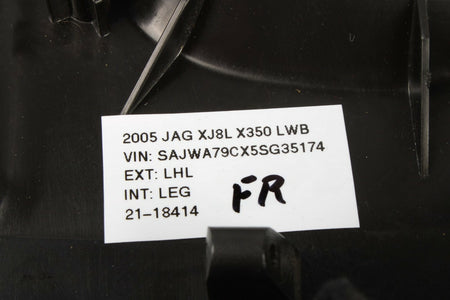 2005 JAG XJ8L X350 LWB
VIN: SAJWA79CX5SG35174
EXT: LHL
INT: LEG
21-18414
FR